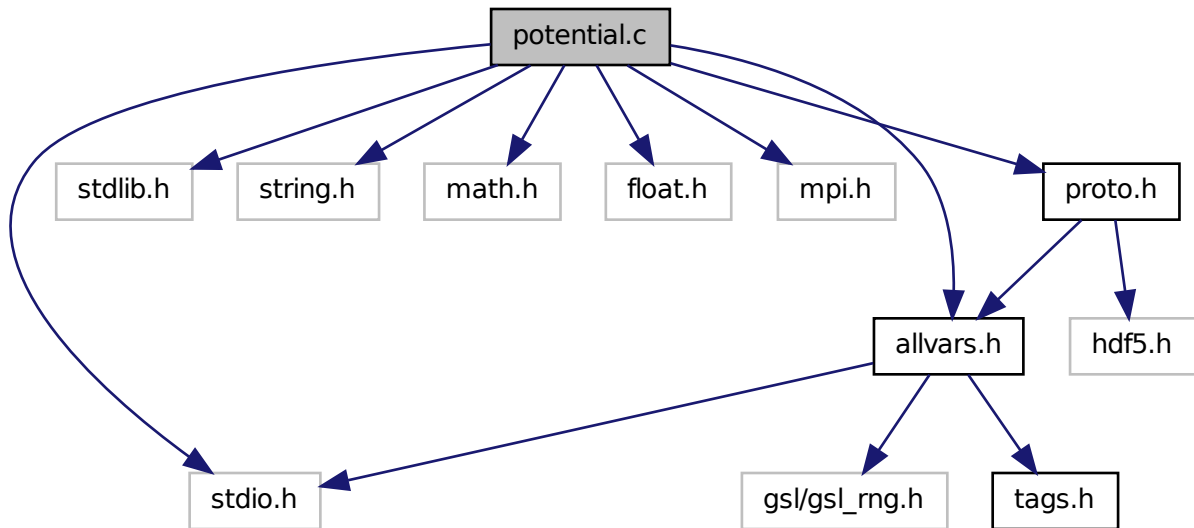 potential.c
stdlib.h
string.h
math.h
float.h
mpi.h
proto.h
allvars.h
hdf5.h
stdio.h
gsl/gsl_rng.h
tags.h